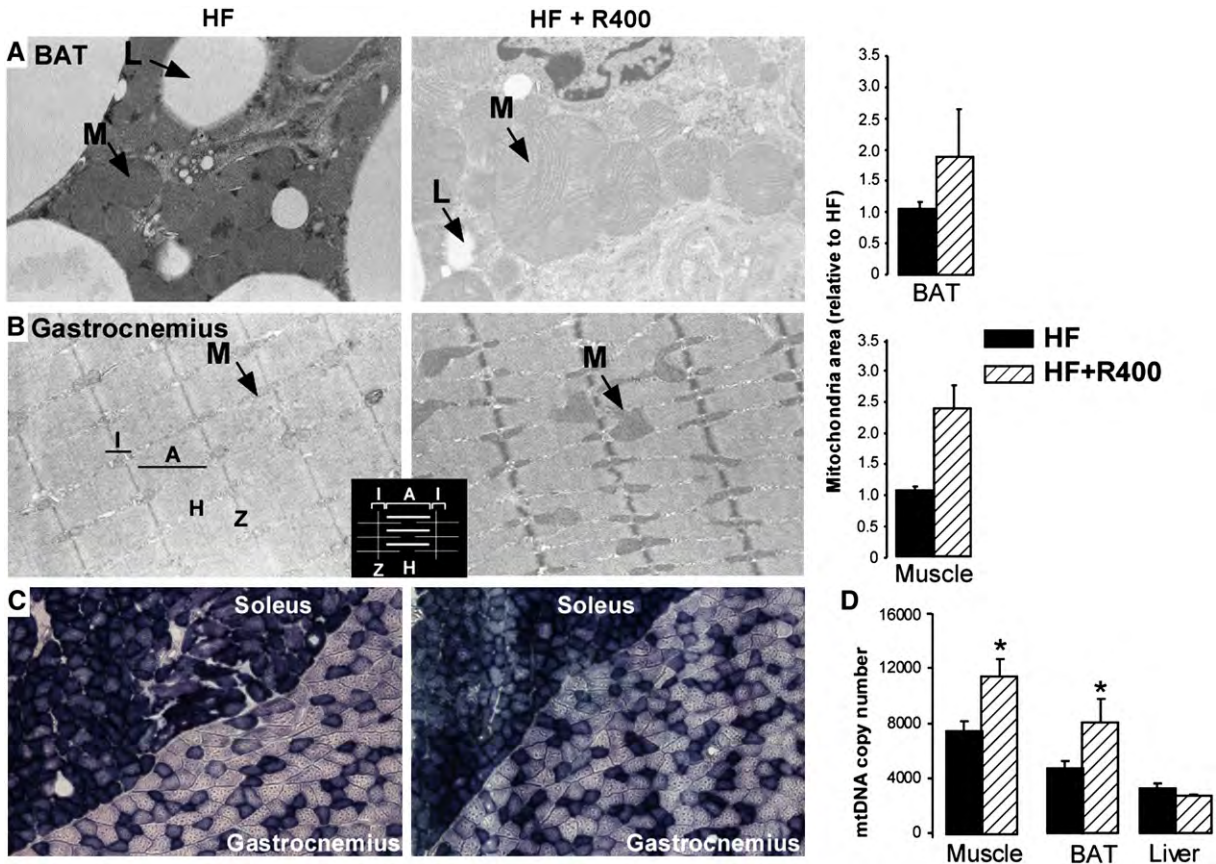 HF
HF + R400
A BAT
L
M
M
L
3.5
3.0
2.5
2.0
1.5
1.0
0.5
0
BAT
Mitochondria area (relative to HF)
B Gastrocnemius
M
I
A
H
Z
M
I A I
Z H
3.5
3.0
2.5
2.0
1.5
1.0
0.5
0
Muscle
HF
HF+R400
C
Soleus
Gastrocnemius
Soleus
Gastrocnemius
D
mtDNA copy number
16000
12000
8000
4000
0
*
*
Muscle BAT Liver